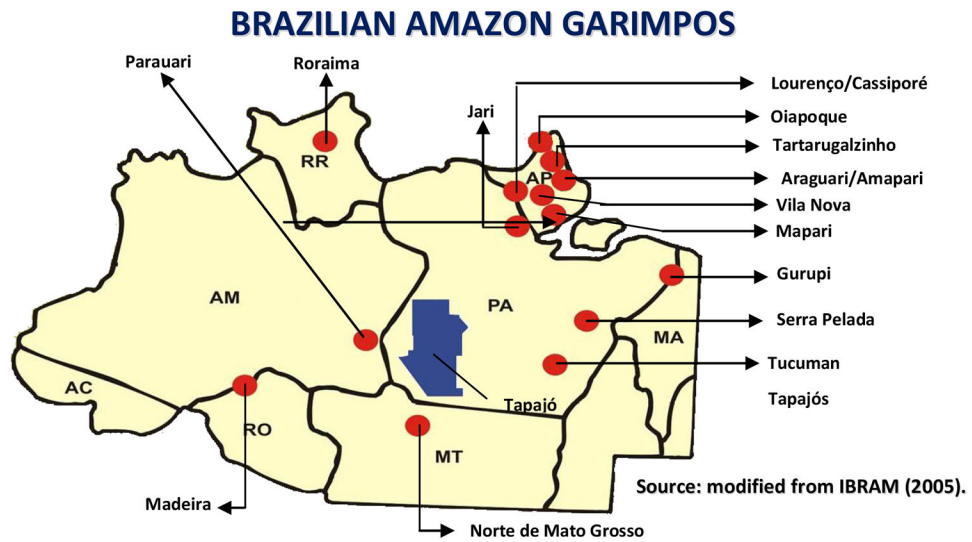 BRAZILIAN AMAZON GARIMPOS
Parauari
Roraima
Lourenço/Cassiporé
Jari
Oiapoque
Tartarugalzinho
RR
AP
Araguari/Amapari
Vila Nova
Mapari
Gurupi
AM
PA
Serra Pelada
MA
Tucuman
AC
Tapajó
Tapajós
RO
MT
Source: modified from IBRAM (2005).
Madeira
Norte de Mato Grosso